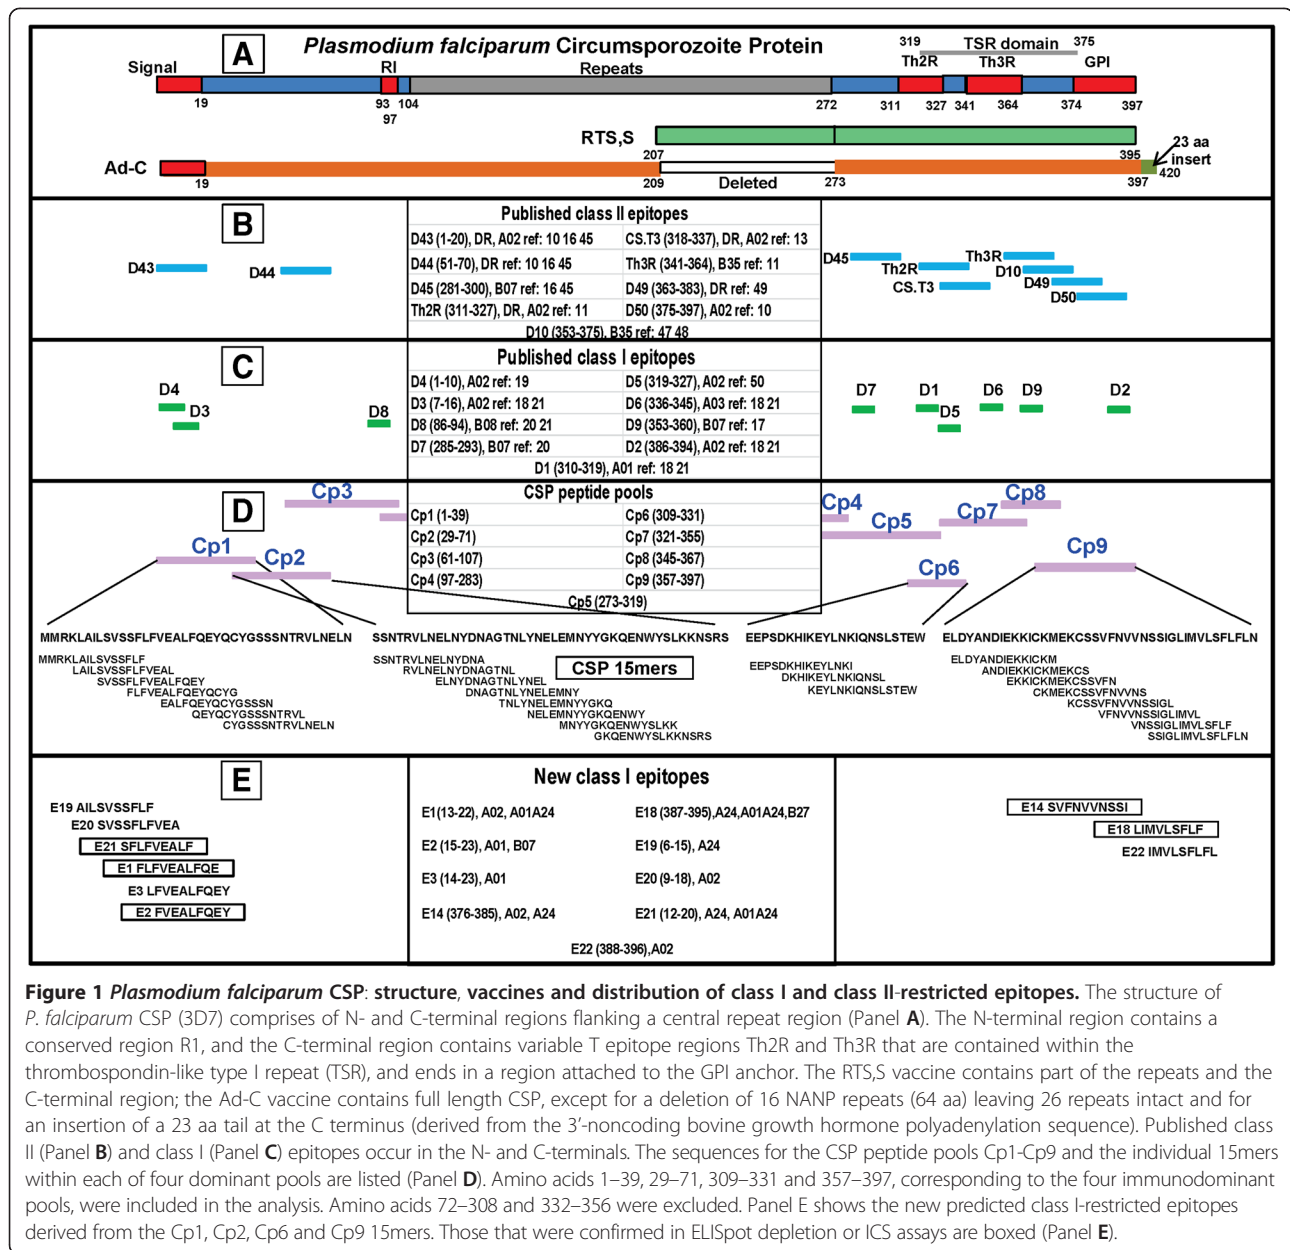 A
Plasmodium falciparum Circumsporozoite Protein
319 TSR domain 375
Signal RI Repeats Th2R Th3R GPI
19 93 104 272 311 327 341 364 374 397
97
RTS,S
207 395
23 aa
insert
Ad-C
19 209 Deleted 273 397 420
B
Published class II epitopes
D43 (1-20), DR, A02 ref: 10 16 45 CS.T3 (318-337), DR, A02 ref: 13
D44 (51-70), DR ref: 10 16 45 Th3R (341-364), B35 ref: 11
D45 (281-300), B07 ref: 16 45 D49 (363-383), DR ref: 49
Th2R (311-327), DR, A02 ref: 11 D50 (375-397), A02 ref: 10
D10 (353-375), B35 ref: 47 48
D43 D44
D45 Th3R
Th2R D10
CS.T3 D49
D50
C
Published class I epitopes
D4 (1-10), A02 ref: 19 D5 (319-327), A02 ref: 50
D3 (7-16), A02 ref: 18 21 D6 (336-345), A03 ref: 18 21
D8 (86-94), B08 ref: 20 21 D9 (353-360), B07 ref: 17
D7 (285-293), B07 ref: 20 D2 (386-394), A02 ref: 18 21
D1 (310-319), A01 ref: 18 21
D4
D3 D8
D7 D1 D6 D9 D2
D5
D
CSP peptide pools
Cp1 (1-39) Cp6 (309-331)
Cp2 (29-71) Cp7 (321-355)
Cp3 (61-107) Cp8 (345-367)
Cp4 (97-283) Cp9 (357-397)
Cp5 (273-319)
Cp3
Cp1
Cp2
Cp4 Cp8
Cp5 Cp7
Cp9
Cp6
MMRKLAILSVSSFLFVEALFQEYQCYGSSSNTRVLNELN
MMRKLAILSVSSFLF
LAILSVSSFLFVEAL
SVSSFLFVEALFQEY
FLFVEALFQEYQCYG
EALFQEYQCYGSSSN
QEYQCYGSSSNTRVL
CYGSSSNTRVLNELN
SSNTRVLNELNYDNAGTNLYNELEMNYYGKQENWYSLKKNSRS
SSNTRVLNELNYDNA
RVLNELNYDNAGTNL
ELNYDNAGTNLYNEL
DNAGTNLYNELEMNY
TNLYNELEMNYYGKQ
NELEMNYYGKQENWY
MNYYGKQENWYSLKK
GKQENWYSLKKNSRS
CSP 15mers
EEPSDKHIKEYLNKIQNSLSTEW
EEPSDKHIKEYLNKI
DKHIKEYLNKIQNSL
KEYLNKIQNSLSTEW
ELDYANDIEKKICKMEKCSSVFNVVNSSIGLIMVLSFLFLN
ELDYANDIEKKICKM
ANDIEKKICKMEKCS
EKKICKMEKCSSVFN
CKMEKCSSVFNVVNS
KCSSVFNVVNSSIGL
VFNVVNSSIGLIMVL
VNSSIGLIMVLSFLF
SSIGLIMVLSFLFLN
E
E19 AILSVSSFLF
E20 SVSSFLFVEA
E21 SFLFVEALF
E1 FLFVEALFQE
E3 LFVEALFQEY
E2 FVEALFQEY
New class I epitopes
E1(13-22), A02, A01A24 E18 (387-395),A24,A01A24,B27
E2 (15-23), A01, B07 E19 (6-15), A24
E3 (14-23), A01 E20 (9-18), A02
E14 (376-385), A02, A24 E21 (12-20), A24, A01A24
E22 (388-396),A02
E14 SVFNVVNSSI
E18 LIMVLSFLF
E22 IMVLSFLFL
Figure 1 Plasmodium falciparum CSP: structure, vaccines and distribution of class I and class II-restricted epitopes. The structure of
P. falciparum CSP (3D7) comprises of N- and C-terminal regions flanking a central repeat region (Panel A). The N-terminal region contains a
conserved region R1, and the C-terminal region contains variable T epitope regions Th2R and Th3R that are contained within the
thrombospondin-like type I repeat (TSR), and ends in a region attached to the GPI anchor. The RTS,S vaccine contains part of the repeats and the
C-terminal region; the Ad-C vaccine contains full length CSP, except for a deletion of 16 NANP repeats (64 aa) leaving 26 repeats intact and for
an insertion of a 23 aa tail at the C terminus (derived from the 3’-noncoding bovine growth hormone polyadenylation sequence). Published class
II (Panel B) and class I (Panel C) epitopes occur in the N- and C-terminals. The sequences for the CSP peptide pools Cp1-Cp9 and the individual 15mers
within each of four dominant pools are listed (Panel D). Amino acids 1–39, 29–71, 309–331 and 357–397, corresponding to the four immunodominant
pools, were included in the analysis. Amino acids 72–308 and 332–356 were excluded. Panel E shows the new predicted class I-restricted epitopes
derived from the Cp1, Cp2, Cp6 and Cp9 15mers. Those that were confirmed in ELISpot depletion or ICS assays are boxed (Panel E).